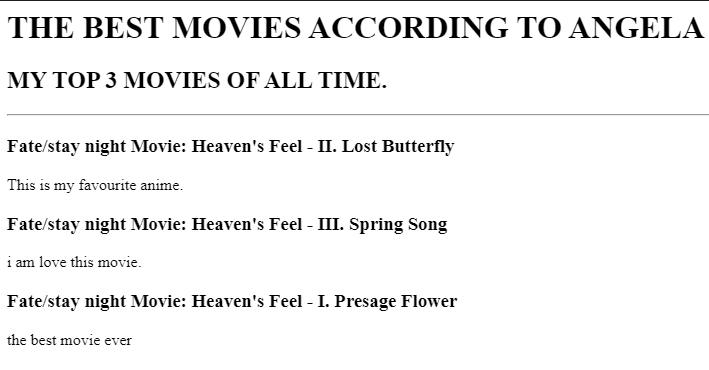 THE BEST MOVIES ACCORDING TO ANGELA
MY TOP 3 MOVIES OF ALL TIME.
Fate/stay night Movie: Heaven's Feel - II. Lost Butterfly
This is my favourite anime.
Fate/stay night Movie: Heaven's Feel - III. Spring Song
i am love this movie.
Fate/stay night Movie: Heaven's Feel - I. Presage Flower
the best movie ever